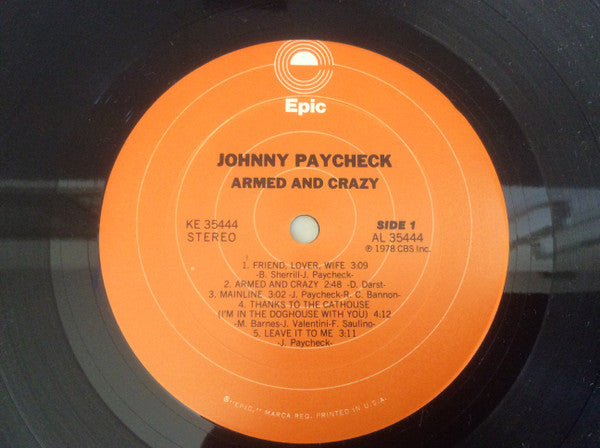 Epic
JOHNNY PAYCHECK
ARMED AND CRAZY
KE 35444
STEREO
SIDE 1
AL 35444
℗ 1978 CBS Inc.
1. FRIEND, LOVER, WIFE 3:09
-B. Sherrill-J. Paycheck-
2. ARMED AND CRAZY 2:48 -D. Darst-
3. MAINLINE 3:02 -J. Paycheck-R. C. Bannon-
4. THANKS TO THE CATHOUSE
(I'M IN THE DOGHOUSE WITH YOU) 4:12
-M. Barnes-J. Valentini-F. Saulino-
5. LEAVE IT TO ME 3:11
-J. Paycheck-
® "EPIC," MARCA REG. PRINTED IN U.S.A.